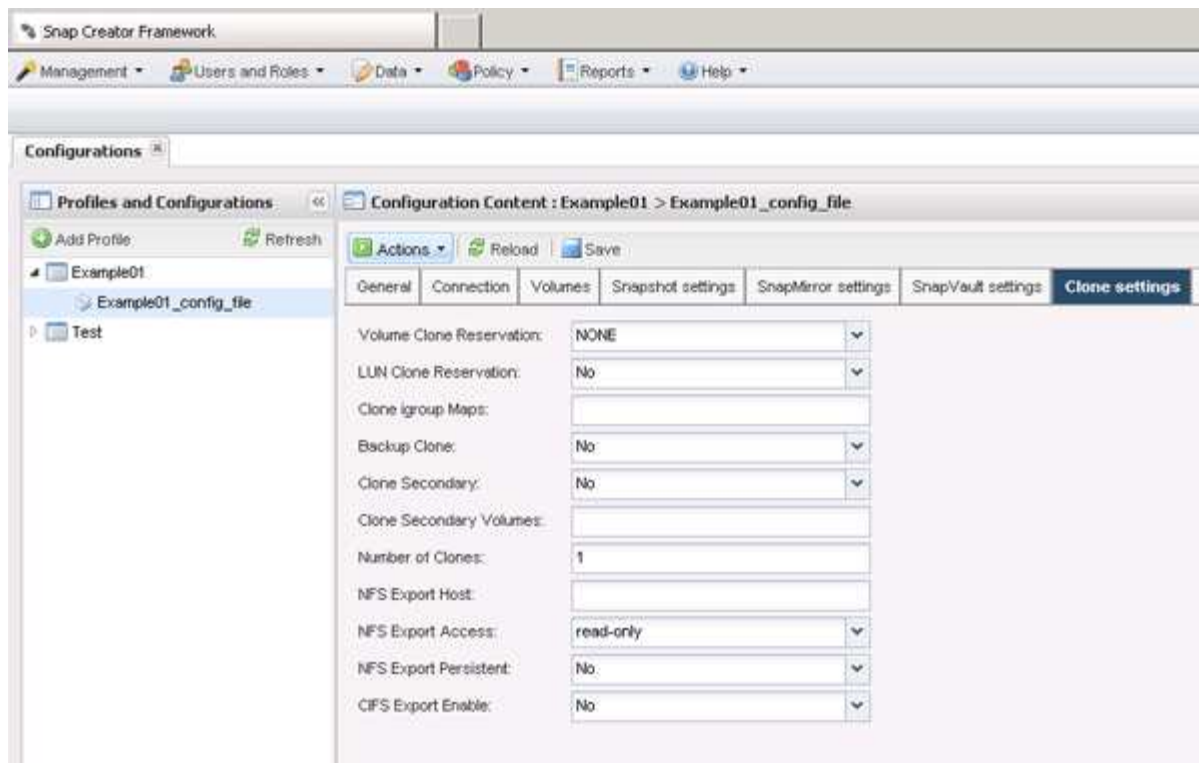 Snap Creator Framework
Management Users and Roles Data Policy Reports Help
Configurations
Profiles and Configurations
Add Profile Refresh
Example01
Example01_config_file
Test
Configuration Content : Example01 > Example01_config_file
Actions Reload Save
General Connection Volumes Snapshot settings SnapMirror settings SnapVault settings Clone settings
Volume Clone Reservation: NONE
LUN Clone Reservation: No
Clone igroup Maps:
Backup Clone: No
Clone Secondary: No
Clone Secondary Volumes:
Number of Clones: 1
NFS Export Host:
NFS Export Access: read-only
NFS Export Persistent: No
CIFS Export Enable: No